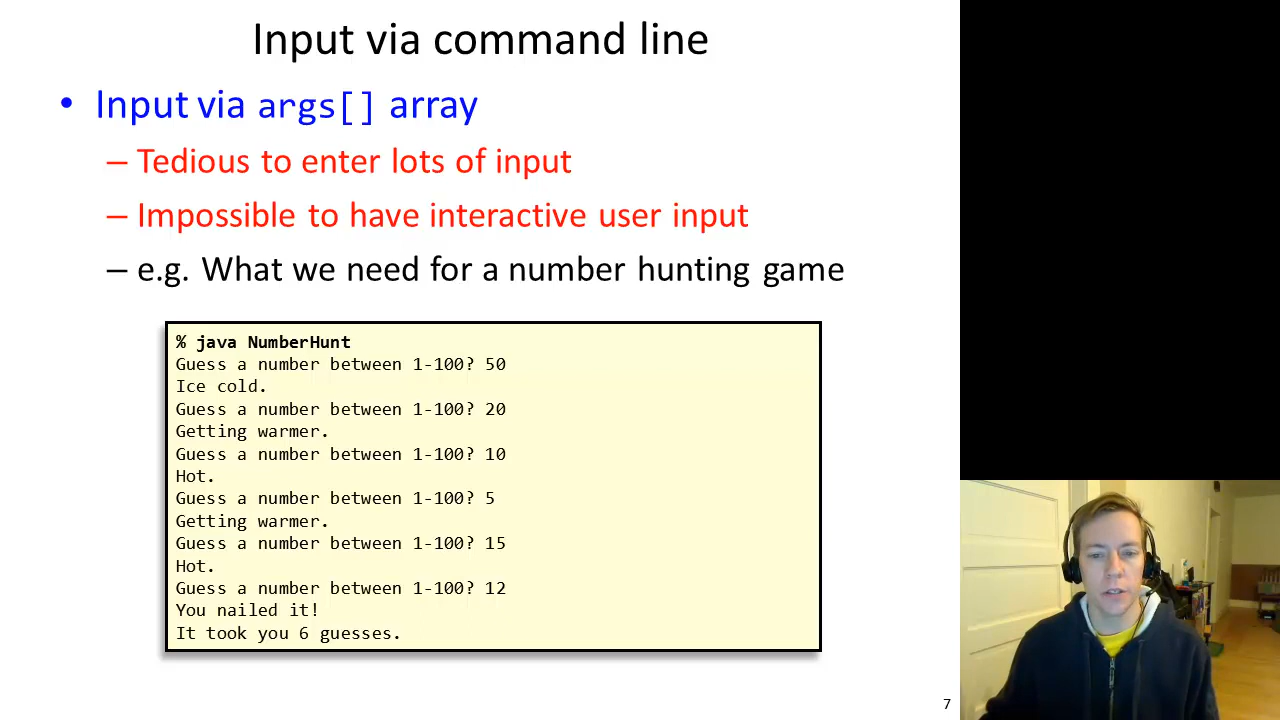 Input via command line
• Input via args[] array
– Tedious to enter lots of input
– Impossible to have interactive user input
– e.g. What we need for a number hunting game
% java NumberHunt
Guess a number between 1-100? 50
Ice cold.
Guess a number between 1-100? 20
Getting warmer.
Guess a number between 1-100? 10
Hot.
Guess a number between 1-100? 5
Getting warmer.
Guess a number between 1-100? 15
Hot.
Guess a number between 1-100? 12
You nailed it!
It took you 6 guesses.
7